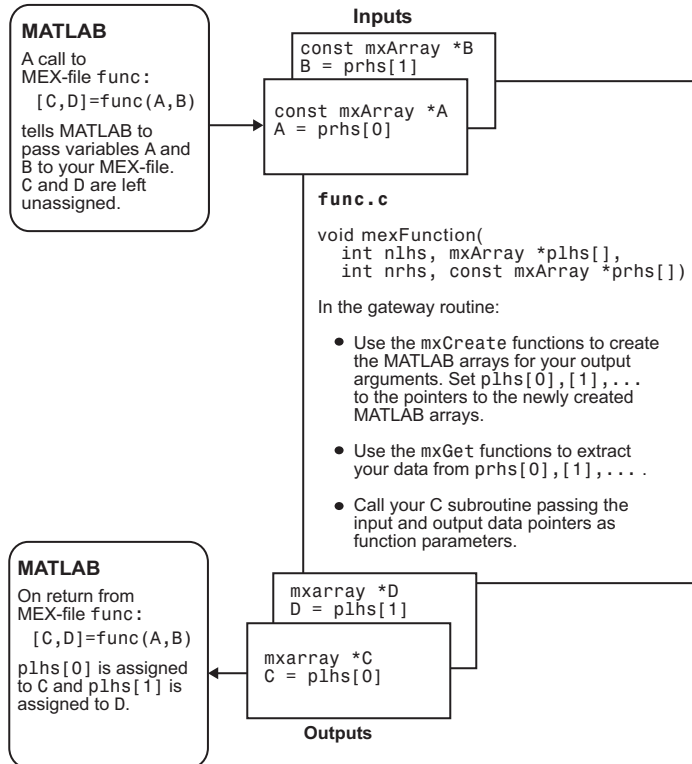 MATLAB
A call to
MEX-file func:
[C,D]=func(A,B)
tells MATLAB to
pass variables A and
B to your MEX-file.
C and D are left
unassigned.
Inputs
const mxArray *B
B = prhs[1]
const mxArray *A
A = prhs[0]
func.c
void mexFunction(
int nlhs, mxArray *plhs[],
int nrhs, const mxArray *prhs[])
In the gateway routine:
● Use the mxCreate functions to create
the MATLAB arrays for your output
arguments. Set plhs[0],[1],...
to the pointers to the newly created
MATLAB arrays.
● Use the mxGet functions to extract
your data from prhs[0],[1],... .
● Call your C subroutine passing the
input and output data pointers as
function parameters.
MATLAB
On return from
MEX-file func:
[C,D]=func(A,B)
plhs[0] is assigned
to C and plhs[1] is
assigned to D.
mxarray *D
D = plhs[1]
mxarray *C
C = plhs[0]
Outputs